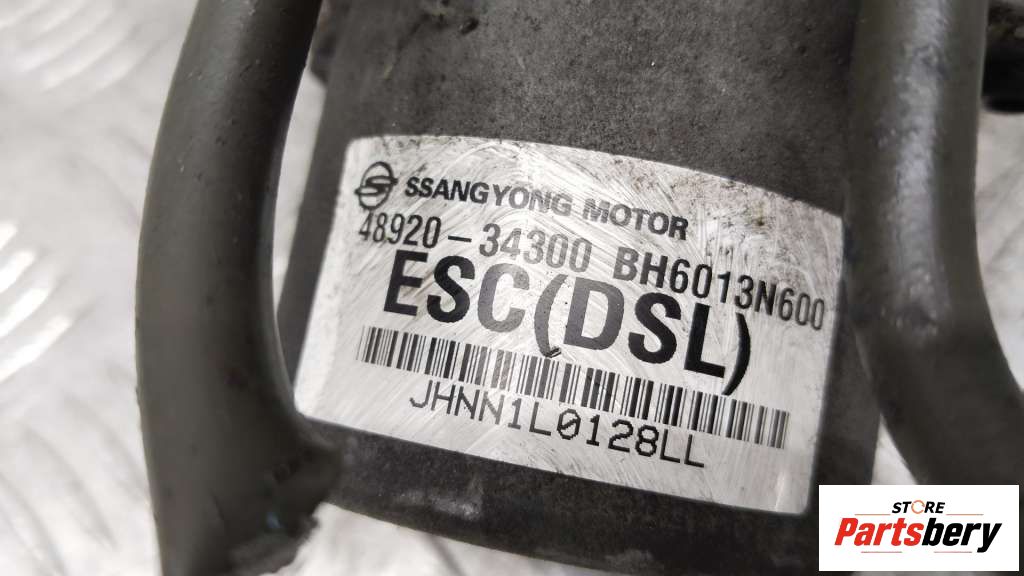 SSANGYONG MOTOR
48920-34300 BH6013N600
ESC(DSL)
JHNN1L0128LL
STORE
Partsbery